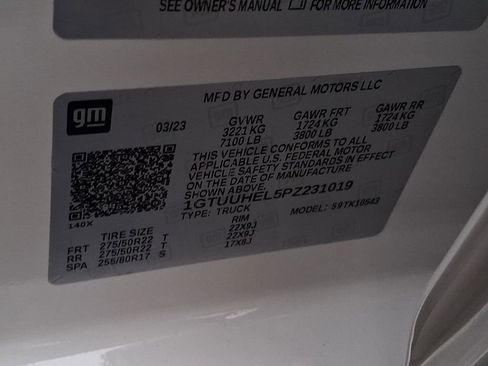 SEE OWNER'S MANUAL FOR MORE INFORMATION
gm
MFD BY GENERAL MOTORS LLC
03/23 GVWR GAWR FRT GAWR RR
3221 KG 1724 KG 1724 KG
7100 LB 3800 LB 3800 LB
THIS VEHICLE CONFORMS TO ALL
APPLICABLE U.S. FEDERAL MOTOR
VEHICLE SAFETY STANDARDS IN EFFECT
ON THE DATE OF MANUFACTURE
1GTUUHEL5PZ231019
140X
TYPE: TRUCK MODEL: S9TK10543
TIRE SIZE RIM
FRT 275/50R22 T 22X9J
RR 275/50R22 T 22X9J
SPA 255/80R17 S 17X8J